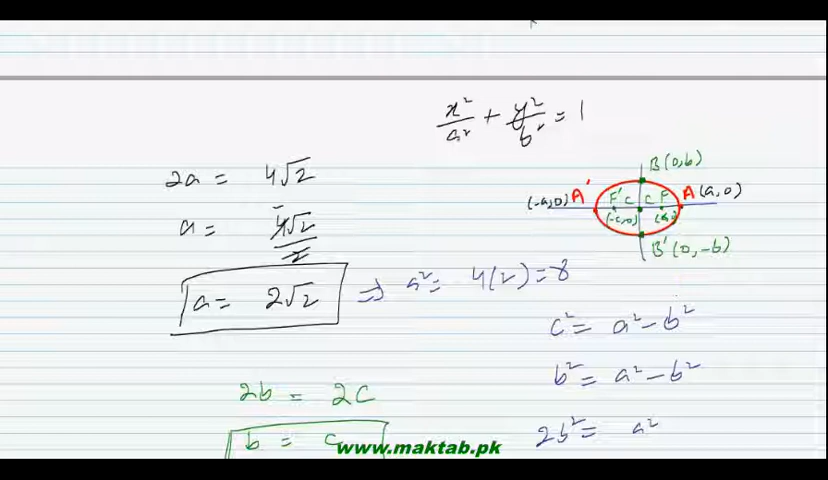 x²/a² + y²/b² = 1
2a = 4√2
a = 4√2/2
a = 2√2 ⇒ a² = 4(2) = 8
B(0,b)
(-a,0) A' F' C C F A (a,0)
(-c,0)
B'(0,-b)
c² = a² - b²
b² = a² - b²
2b = 2c
2b² = a²
b = c
www.maktab.pk